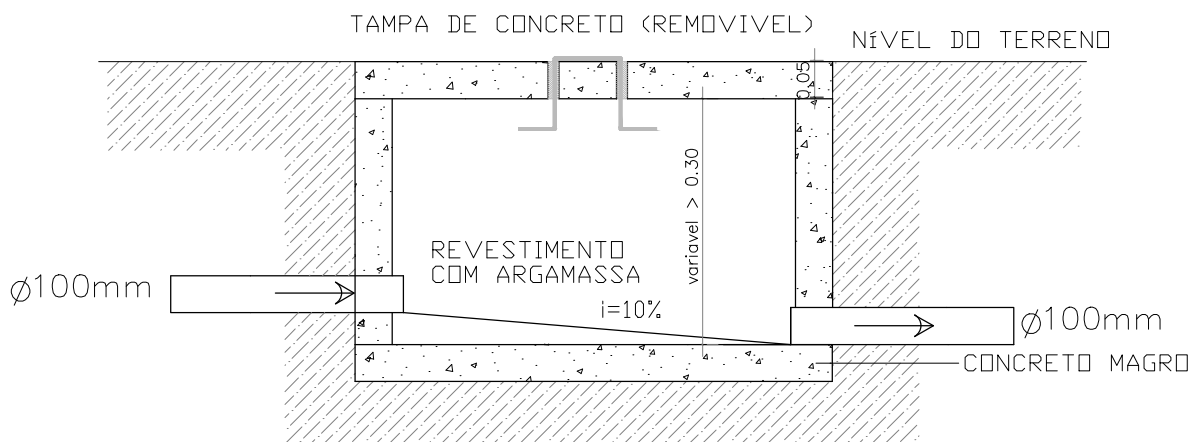 TAMPA DE CONCRETO (REMOVIVEL)
NíVEL DO TERRENO
0,05
variavel > 0.30
REVESTIMENTO
COM ARGAMASSA
i=10%
ø100mm
ø100mm
CONCRETO MAGRO